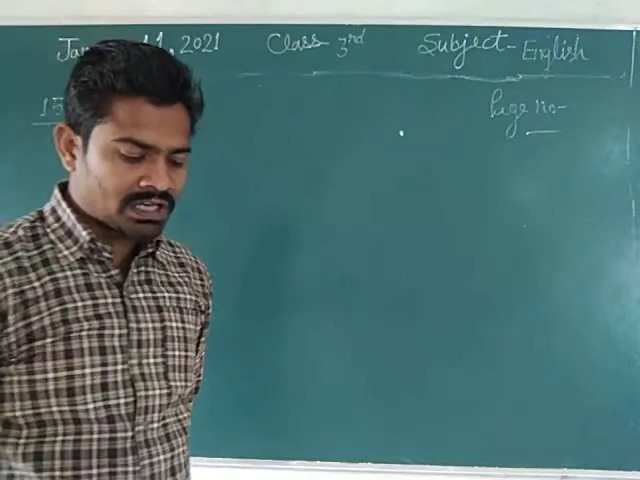 11, 2021 Class 3rd Subject- English
Page no-